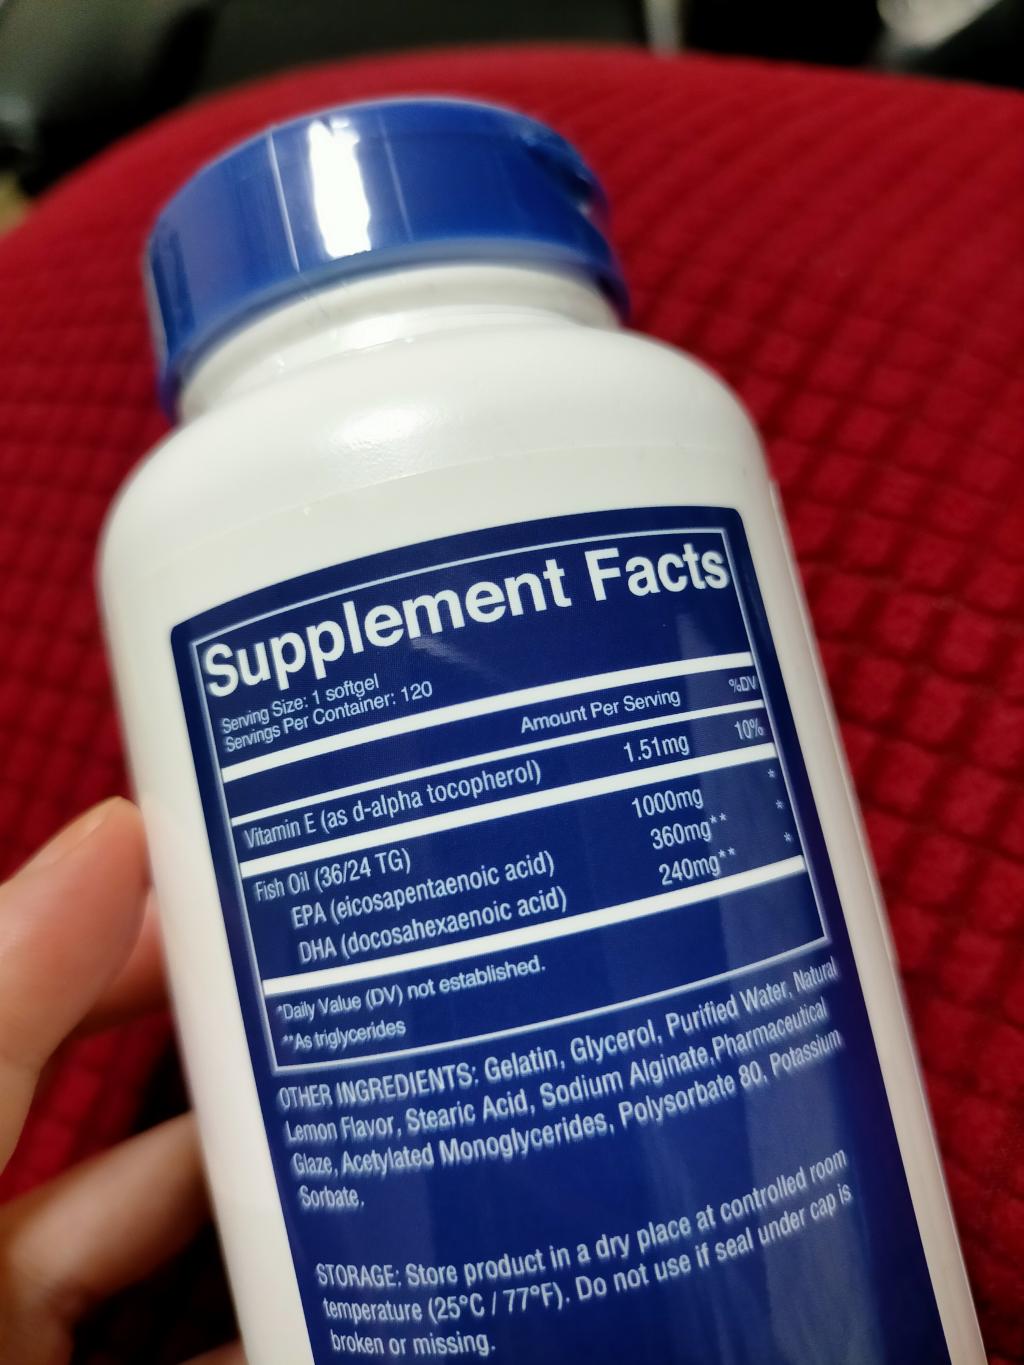 Supplement Facts
Serving Size: 1 softgel
Servings Per Container: 120
Amount Per Serving %DV
Vitamin E (as d-alpha tocopherol) 1.51mg 10%
Fish Oil (36/24 TG) 1000mg *
EPA (eicosapentaenoic acid) 360mg** *
DHA (docosahexaenoic acid) 240mg** *
*Daily Value (DV) not established.
**As triglycerides
OTHER INGREDIENTS: Gelatin, Glycerol, Purified Water, Natural
Lemon Flavor, Stearic Acid, Sodium Alginate,Pharmaceutical
Glaze, Acetylated Monoglycerides, Polysorbate 80, Potassium
Sorbate.
STORAGE: Store product in a dry place at controlled room
temperature (25°C / 77°F). Do not use if seal under cap is
broken or missing.